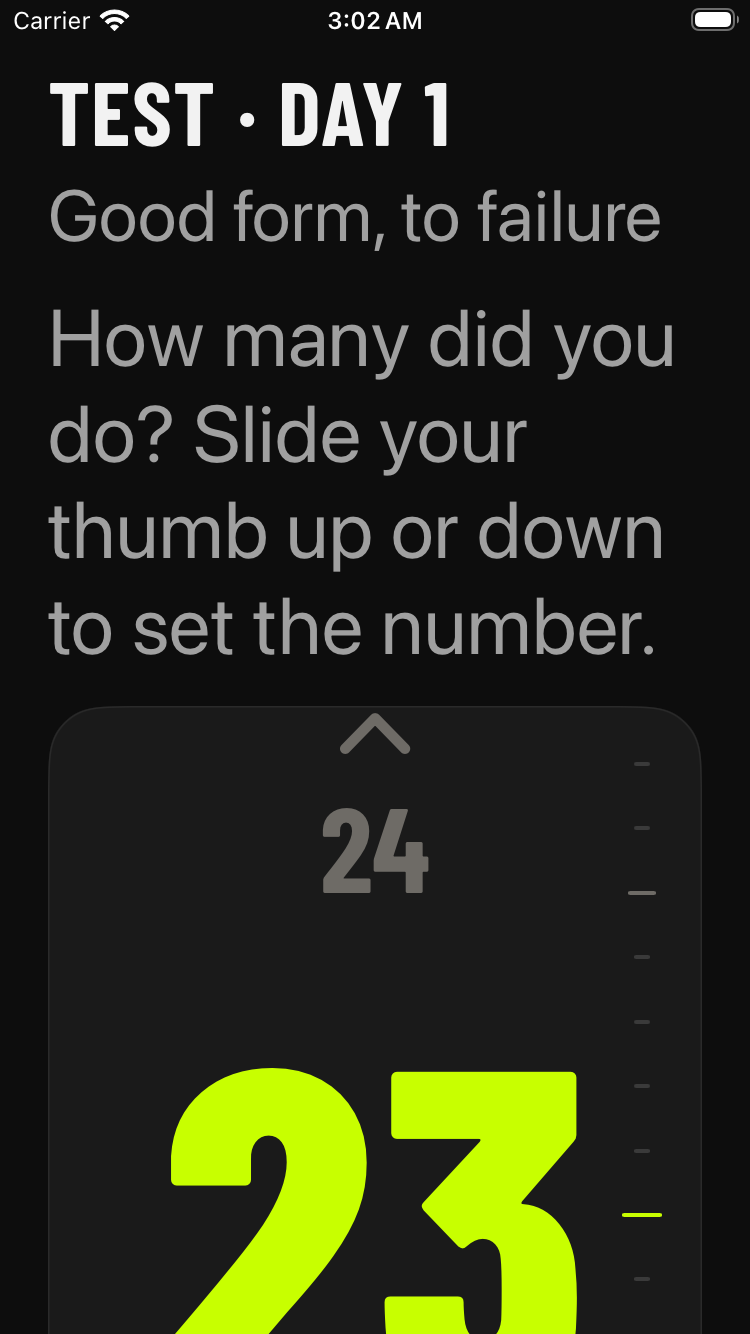 Carrier 3:02 AM
TEST · DAY 1
Good form, to failure
How many did you
do? Slide your
thumb up or down
to set the number.
24
23